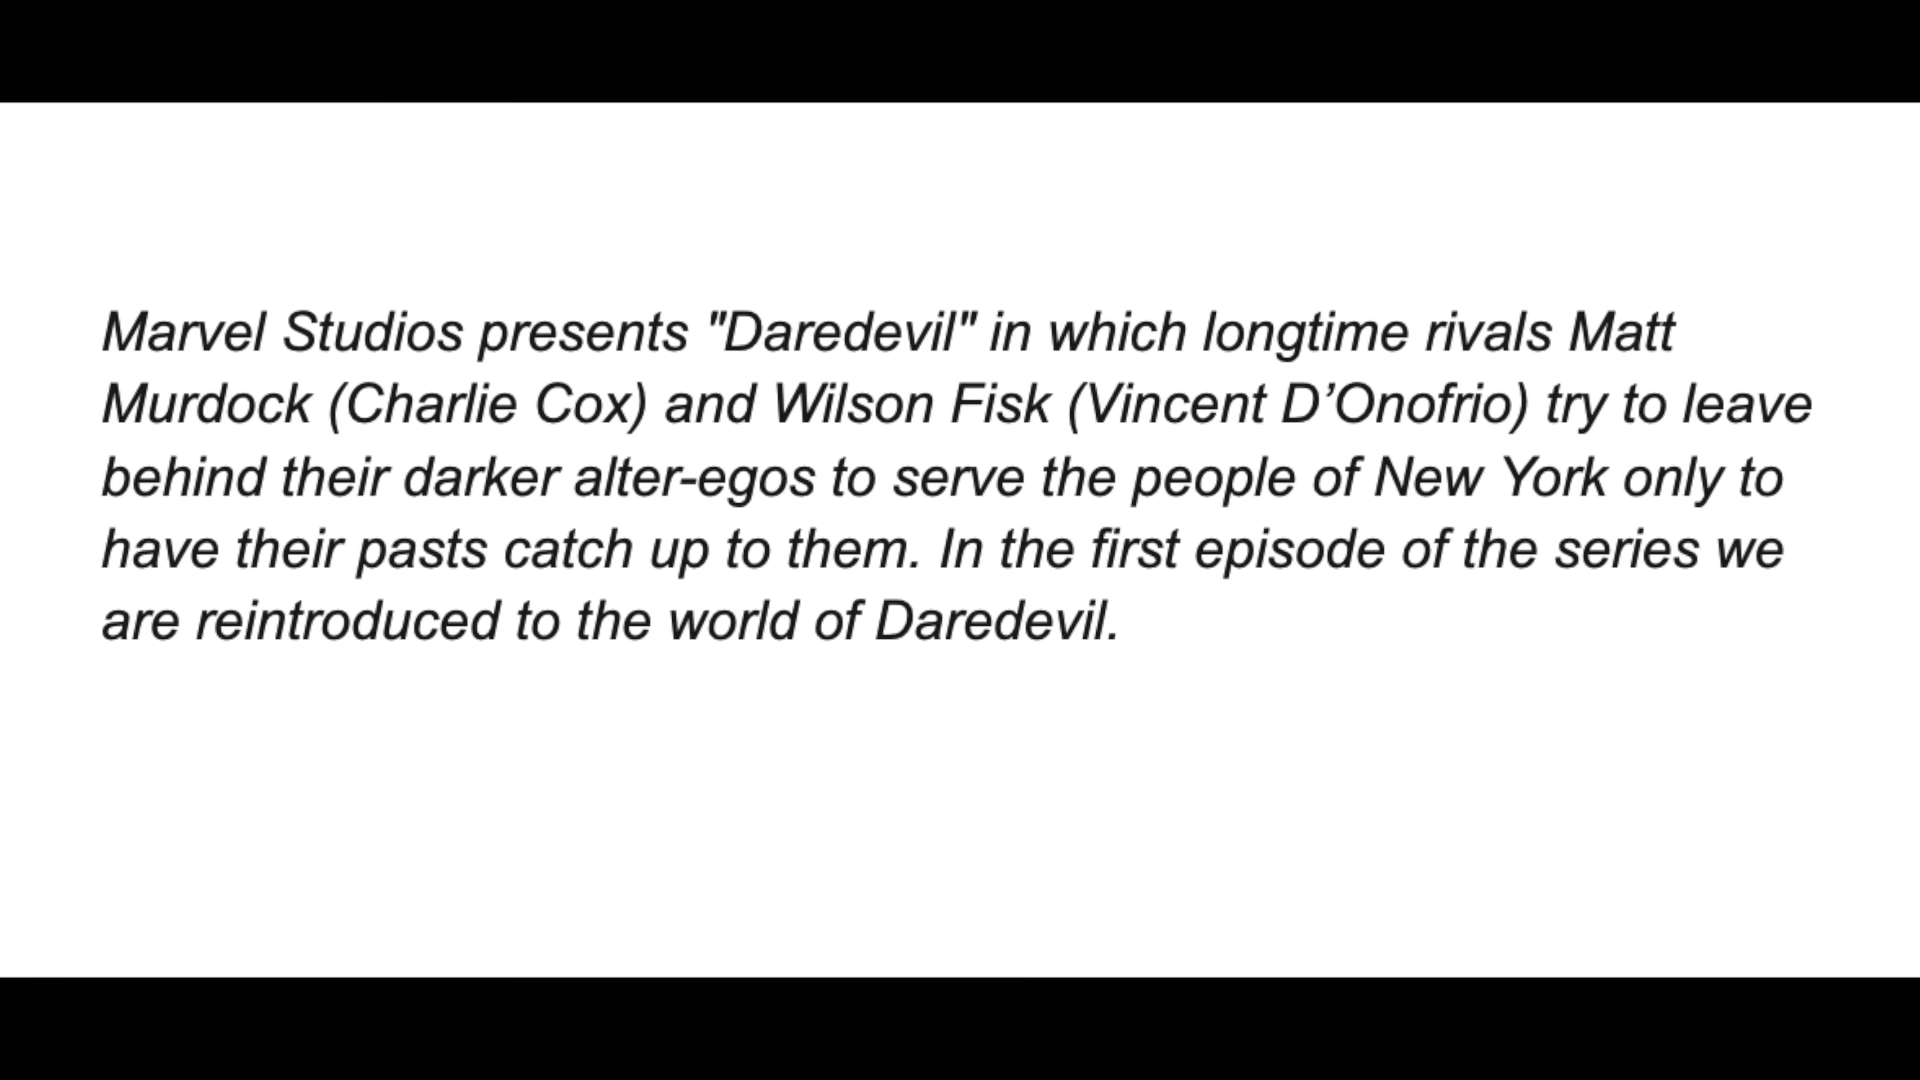 Marvel Studios presents "Daredevil" in which longtime rivals Matt
Murdock (Charlie Cox) and Wilson Fisk (Vincent D’Onofrio) try to leave
behind their darker alter-egos to serve the people of New York only to
have their pasts catch up to them. In the first episode of the series we
are reintroduced to the world of Daredevil.